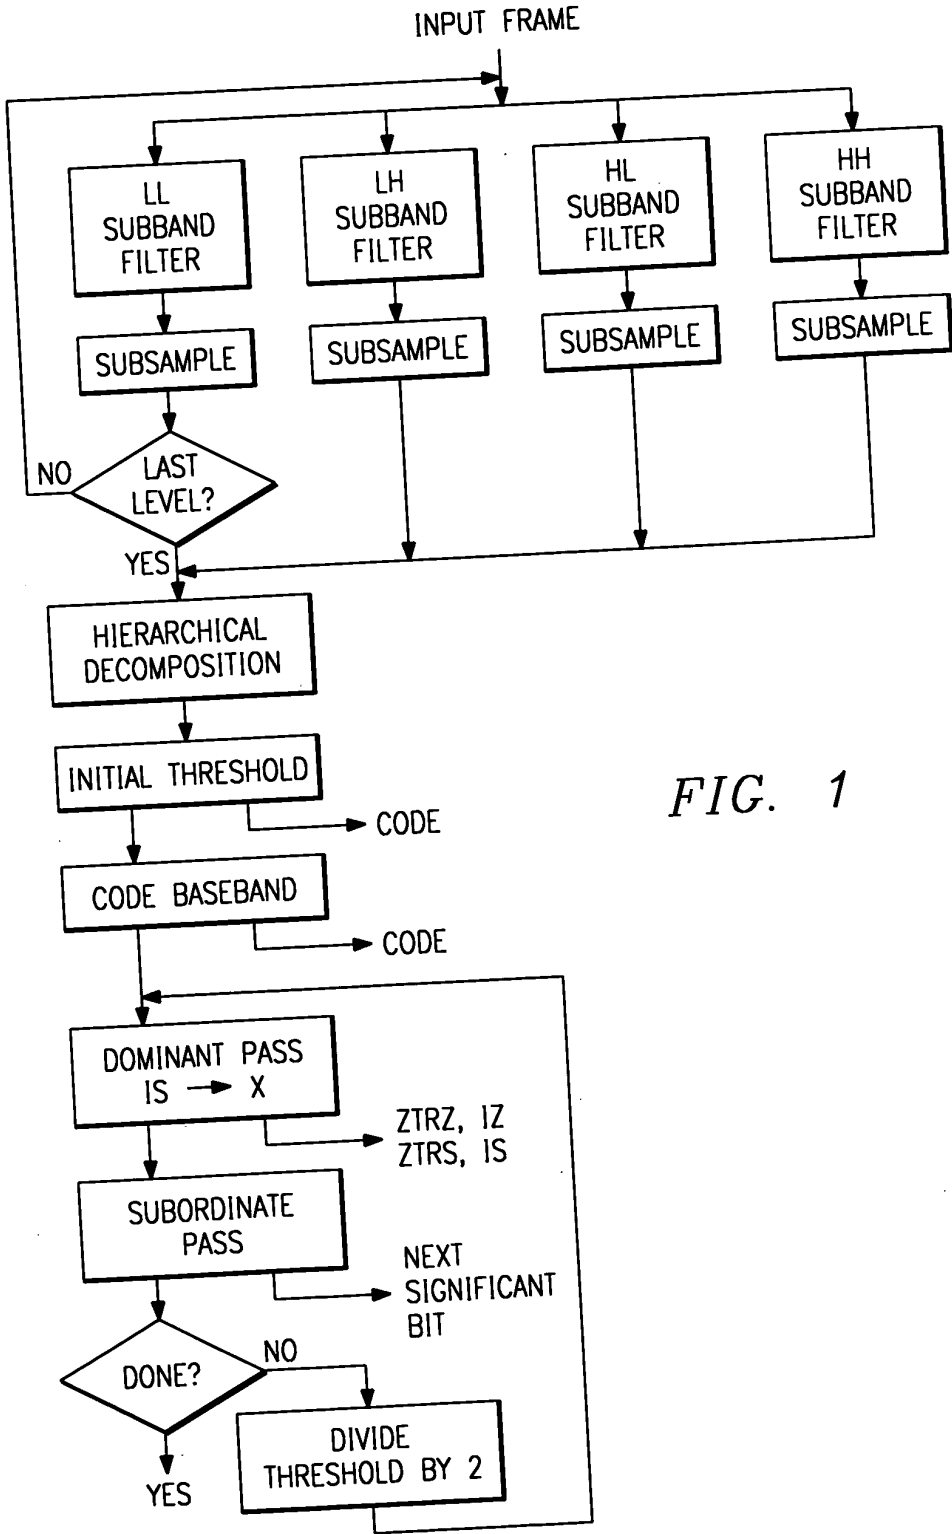 INPUT FRAME
LL
SUBBAND
FILTER
LH
SUBBAND
FILTER
HL
SUBBAND
FILTER
HH
SUBBAND
FILTER
SUBSAMPLE
SUBSAMPLE
SUBSAMPLE
SUBSAMPLE
NO
LAST
LEVEL?
YES
HIERARCHICAL
DECOMPOSITION
INITIAL THRESHOLD
CODE
FIG. 1
CODE BASEBAND
CODE
DOMINANT PASS
IS → X
ZTRZ, IZ
ZTRS, IS
SUBORDINATE
PASS
NEXT
SIGNIFICANT
BIT
DONE?
NO
YES
DIVIDE
THRESHOLD BY 2